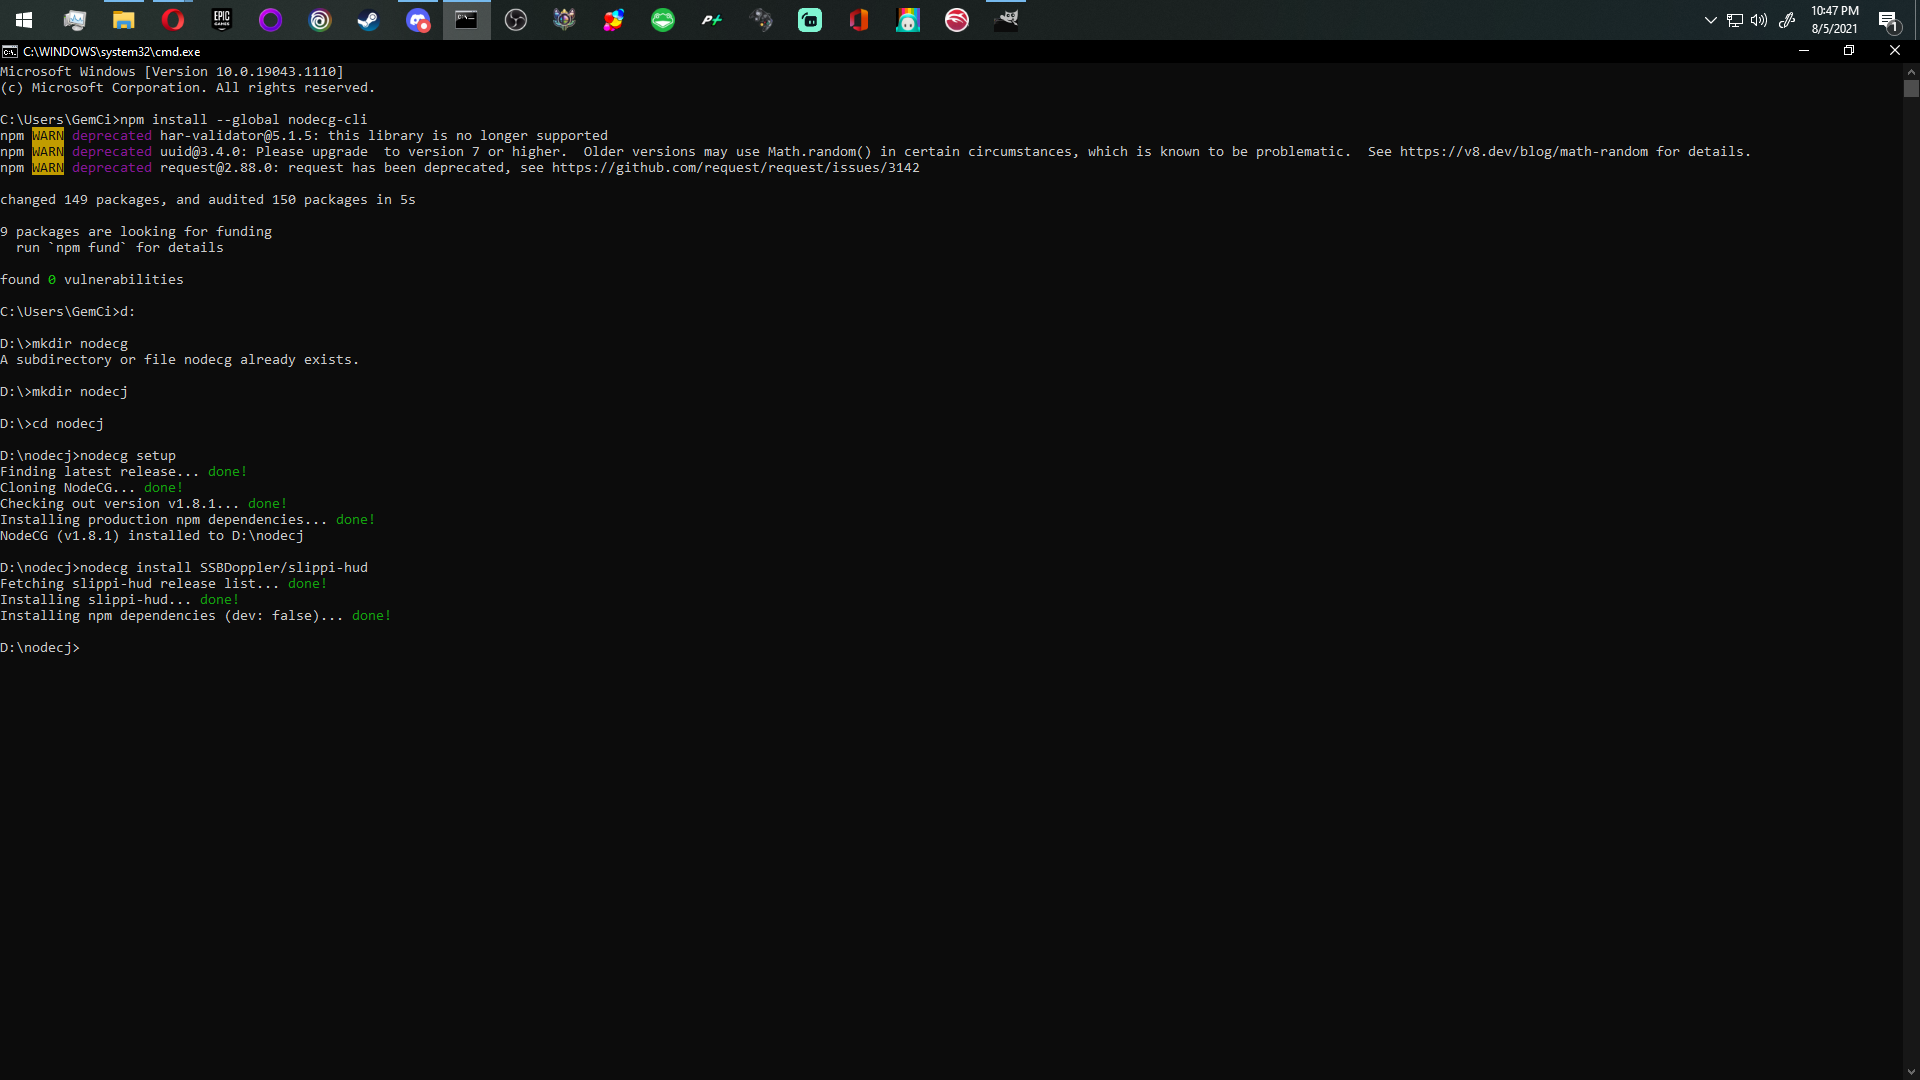 10:47 PM
8/5/2021
1
EPIC
GAMES
C:\WINDOWS\system32\cmd.exe
Microsoft Windows [Version 10.0.19043.1110]
(c) Microsoft Corporation. All rights reserved.
C:\Users\GemCi>npm install --global nodecg-cli
npm WARN deprecated har-validator@5.1.5: this library is no longer supported
npm WARN deprecated uuid@3.4.0: Please upgrade  to version 7 or higher.  Older versions may use Math.random() in certain circumstances, which is known to be problematic.  See https://v8.dev/blog/math-random for details.
npm WARN deprecated request@2.88.0: request has been deprecated, see https://github.com/request/request/issues/3142
changed 149 packages, and audited 150 packages in 5s
9 packages are looking for funding
  run `npm fund` for details
found 0 vulnerabilities
C:\Users\GemCi>d:
D:\>mkdir nodecg
A subdirectory or file nodecg already exists.
D:\>mkdir nodecj
D:\>cd nodecj
D:\nodecj>nodecg setup
Finding latest release... done!
Cloning NodeCG... done!
Checking out version v1.8.1... done!
Installing production npm dependencies... done!
NodeCG (v1.8.1) installed to D:\nodecj
D:\nodecj>nodecg install SSBDoppler/slippi-hud
Fetching slippi-hud release list... done!
Installing slippi-hud... done!
Installing npm dependencies (dev: false)... done!
D:\nodecj>